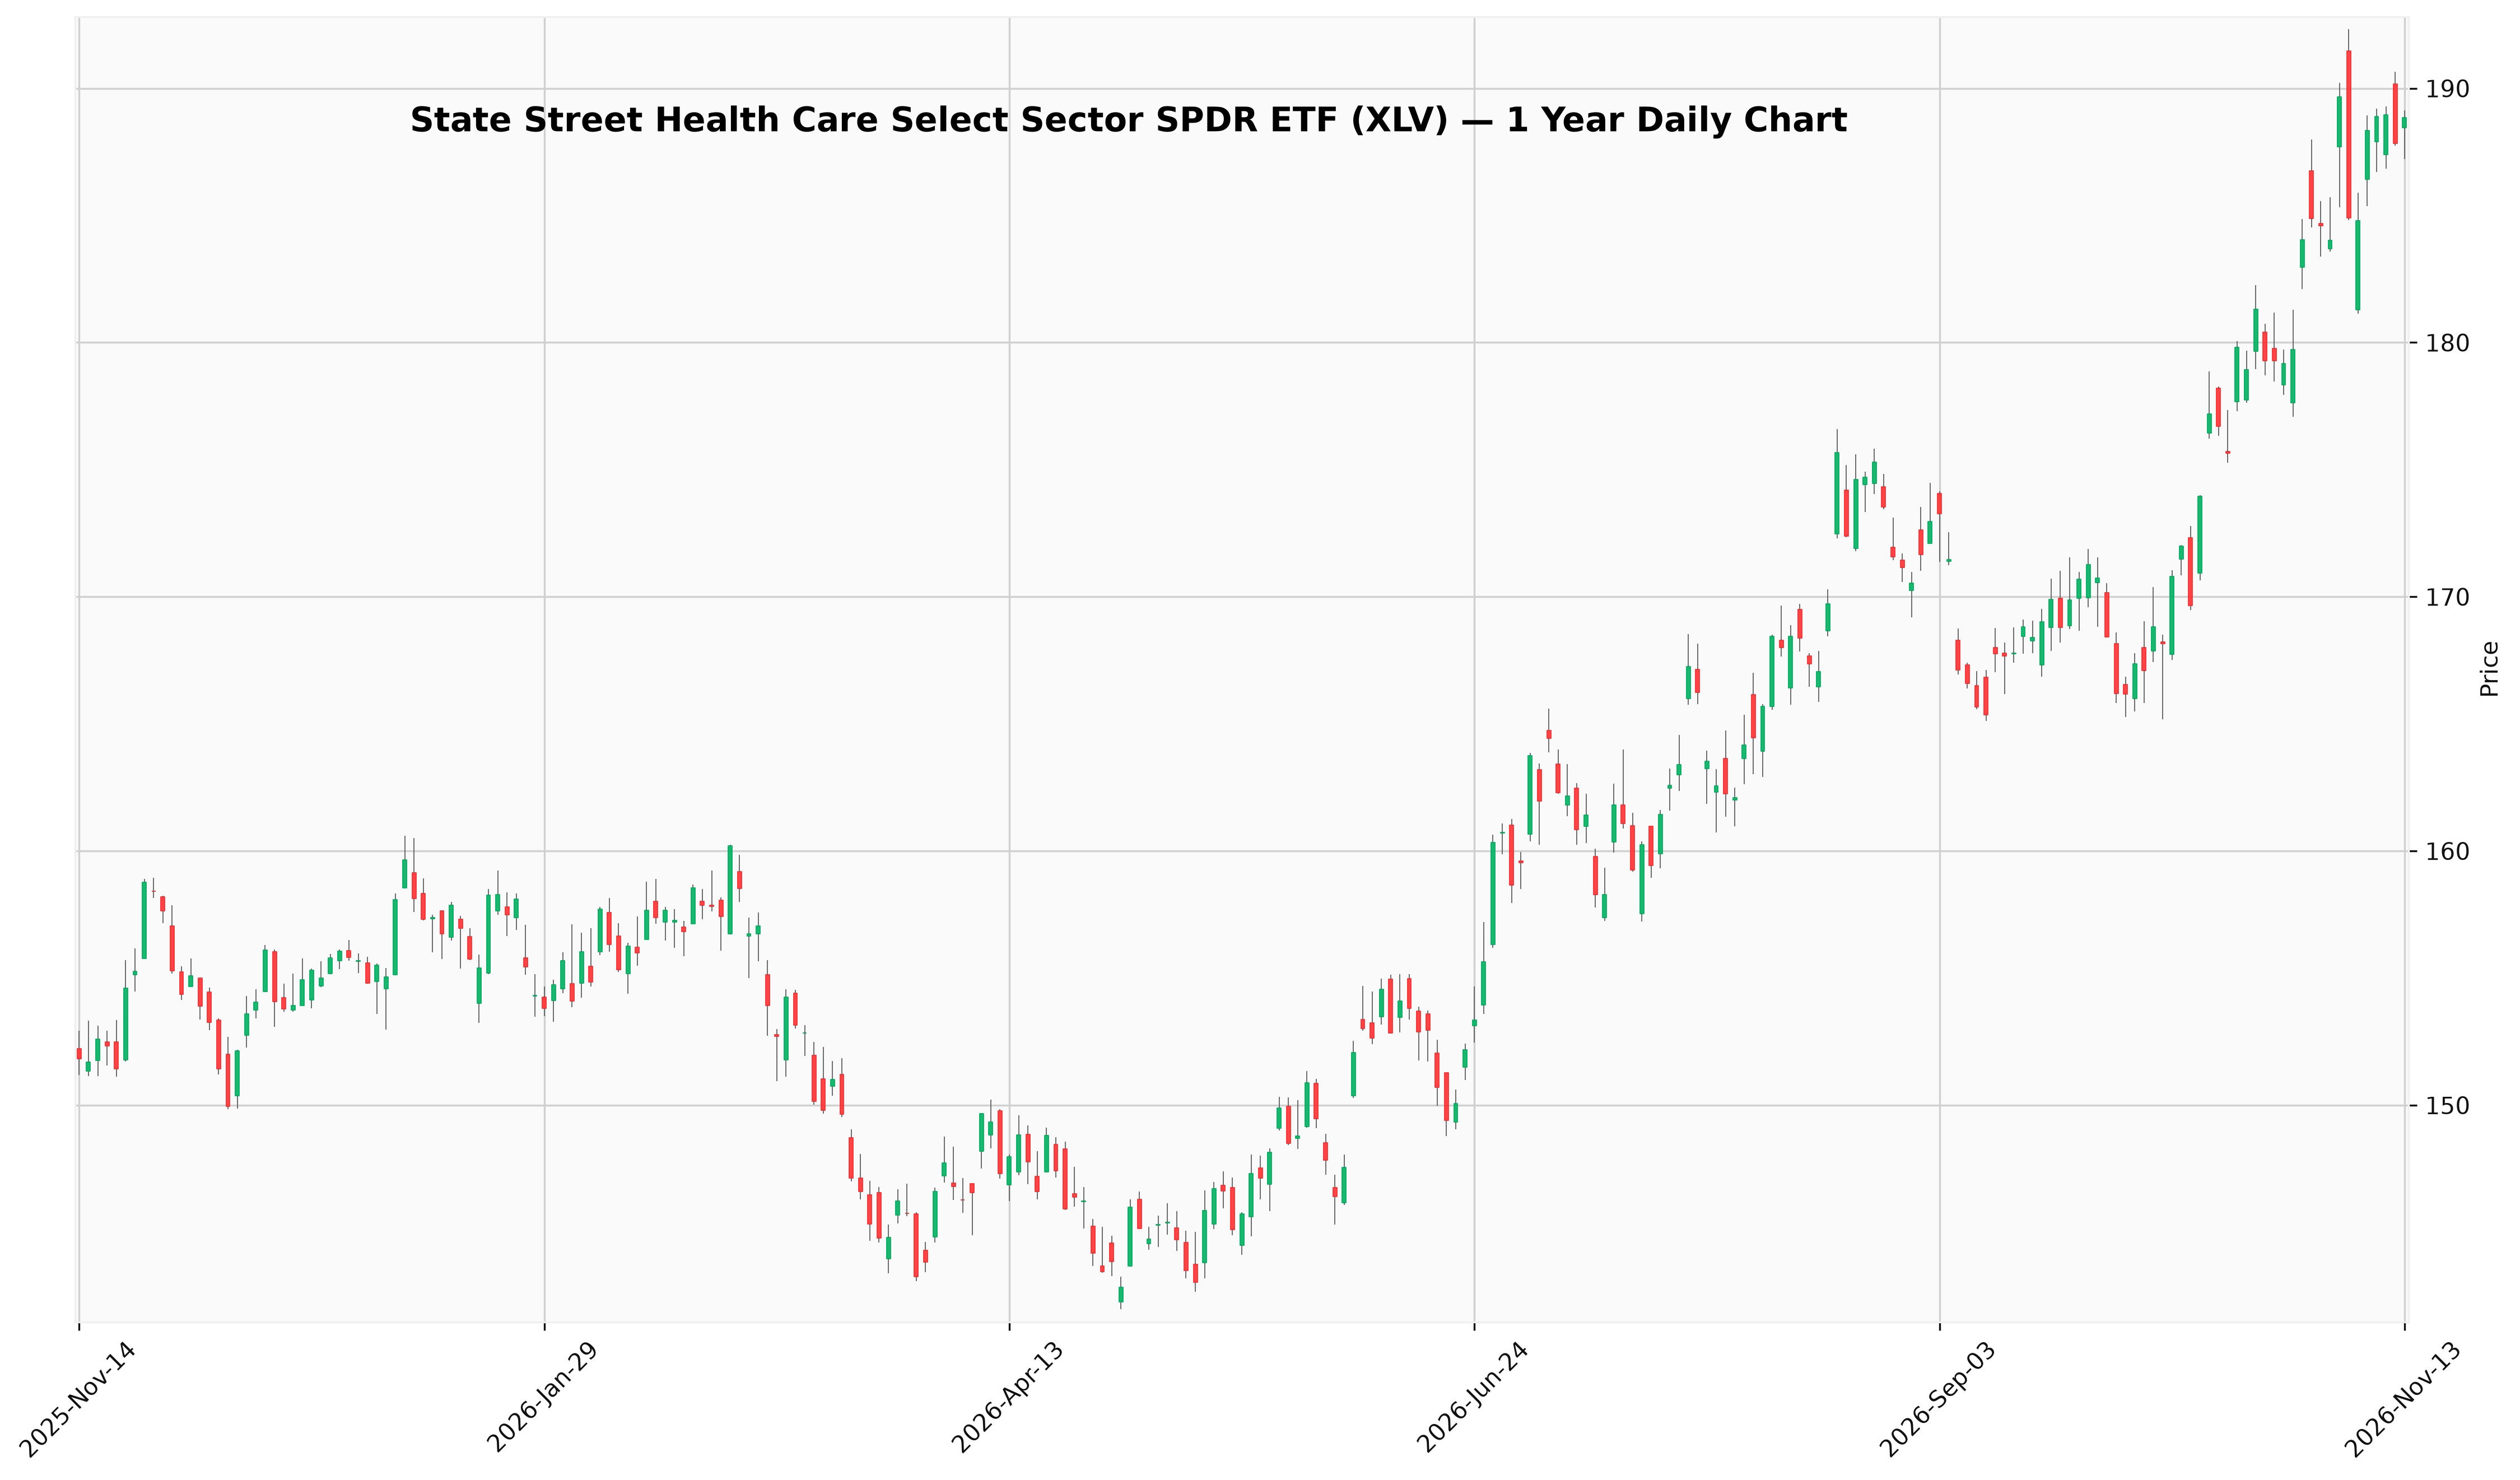 State Street Health Care Select Sector SPDR ETF (XLV) — 1 Year Daily Chart
190
180
170
160
150
Price
2025-Nov-14
2026-Jan-29
2026-Apr-13
2026-Jun-24
2026-Sep-03
2026-Nov-13